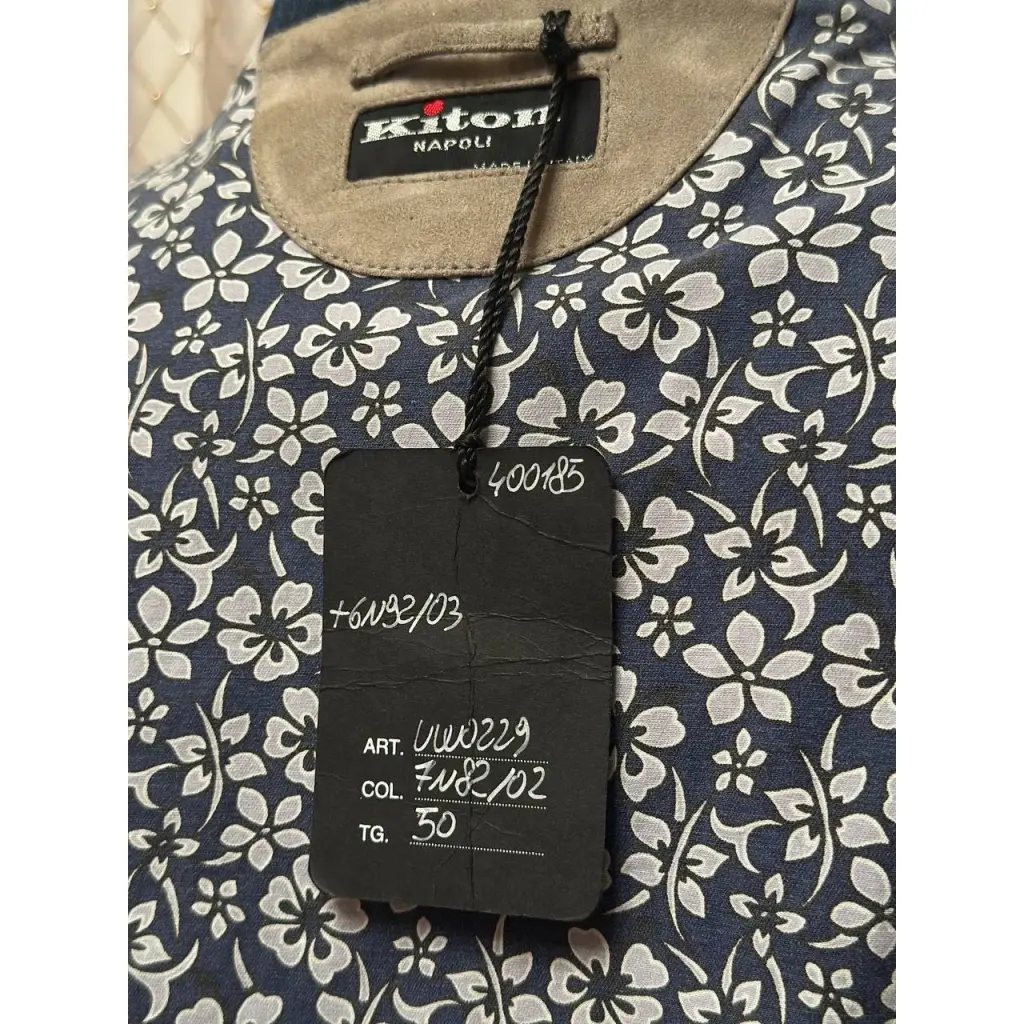 Kiton
NAPOLI
MADE IN ITALY
400185
+6N92/03
ART. UW0229
COL. 7N82/02
TG. 50